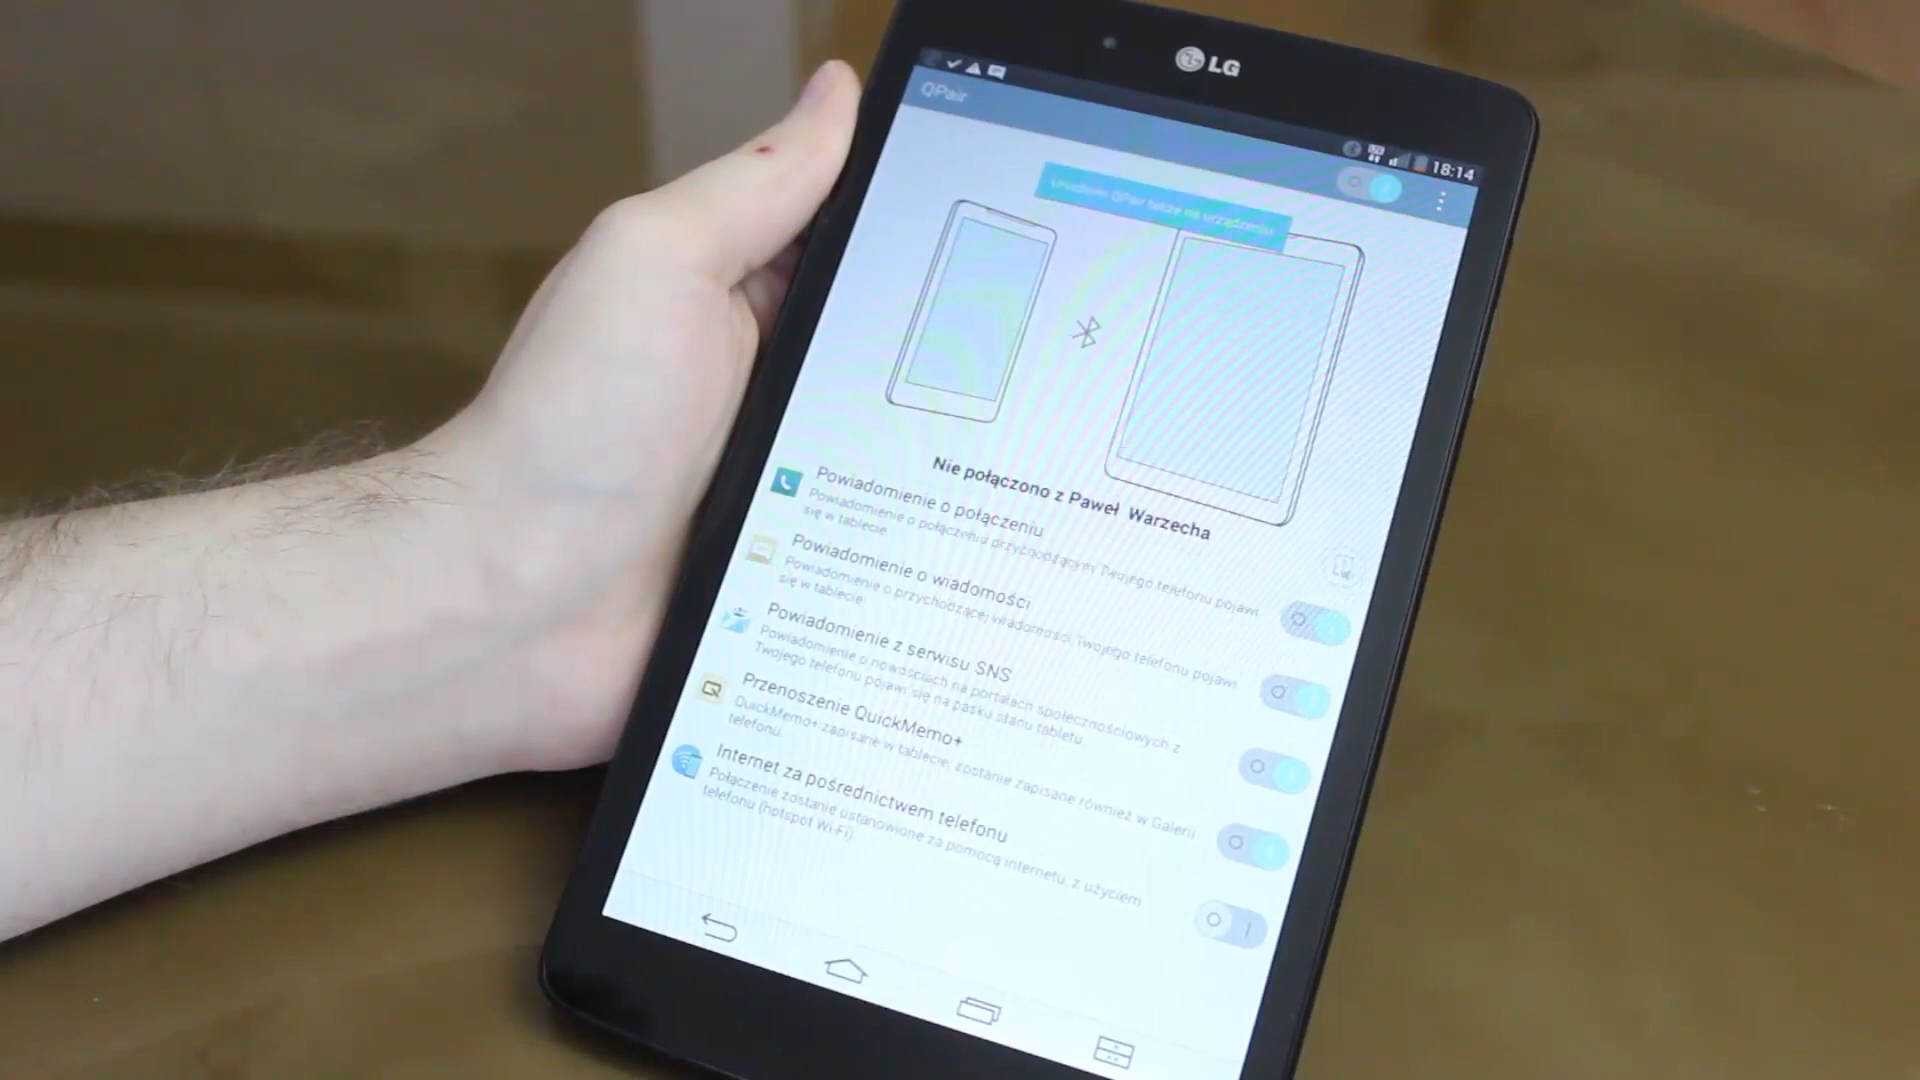 LG
18:14
QPair
Uruchom QPair także na urządzeniu
Nie połączono z Paweł Warzecha
Powiadomienie o połączeniu
Powiadomienie o połączeniu przychodzącym Twojego telefonu pojawi
się w tablecie.
Powiadomienie o wiadomości
Powiadomienie o przychodzącej wiadomości Twojego telefonu pojawi
się w tablecie.
Powiadomienie z serwisu SNS
Powiadomienie o nowościach na portalach społecznościowych z
Twojego telefonu pojawi się na pasku stanu tabletu.
Przenoszenie QuickMemo+
QuickMemo+ zapisane w tablecie, zostanie zapisane również w Galerii
telefonu.
Internet za pośrednictwem telefonu
Połączenie zostanie ustanowione za pomocą internetu, z użyciem
telefonu (hotspot Wi-Fi)